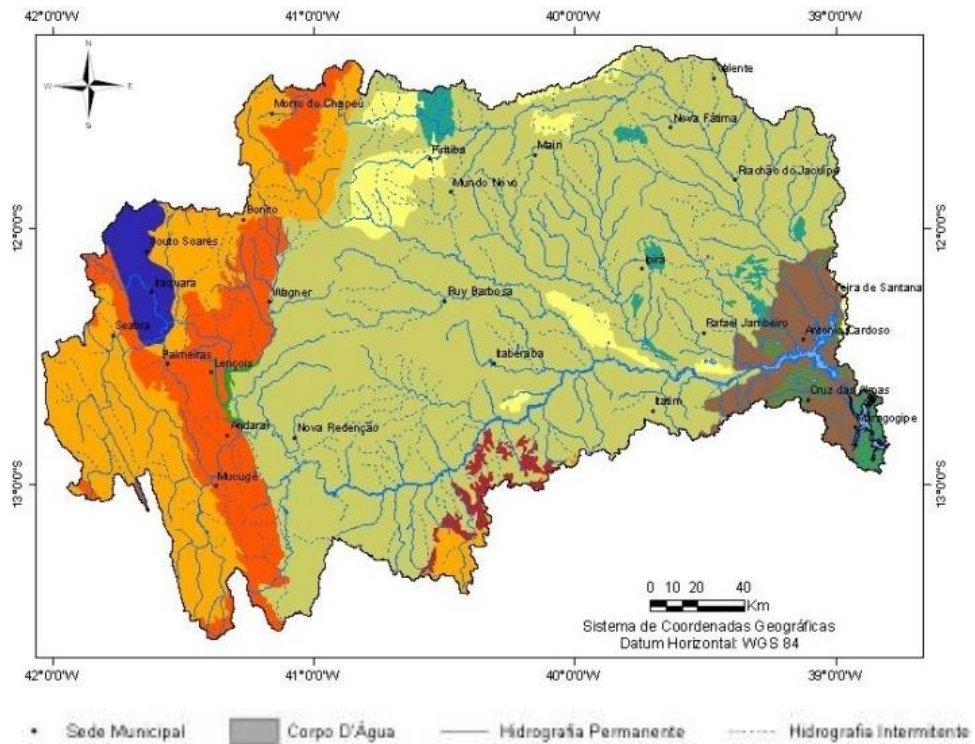 42°0'0"W 41°0'0"W 40°0'0"W 39°0'0"W
N
W E
S
Valente
Morro do Chapéu
Nova Fátima
Piritiba
Mairi
Riachão do Jacuípe
Mundo Novo
12°0'0"S
Bonito
12°0'0"S
Souto Soares
Ipirá
Iraquara
Feira de Santana
Wagner
Ruy Barbosa
Seabra
Rafael Jambeiro
Antonio Cardoso
Palmeiras
Lençois
Itaberaba
Cruz das Almas
Itatim
Maragogipe
Andaraí
Nova Redenção
Mucugê
13°0'0"S
13°0'0"S
0 10 20 40
Km
Sistema de Coordenadas Geográficas
Datum Horizontal: WGS 84
42°0'0"W 41°0'0"W 40°0'0"W 39°0'0"W
Sede Municipal Corpo D'Água Hidrografia Permanente Hidrografia Intermitente